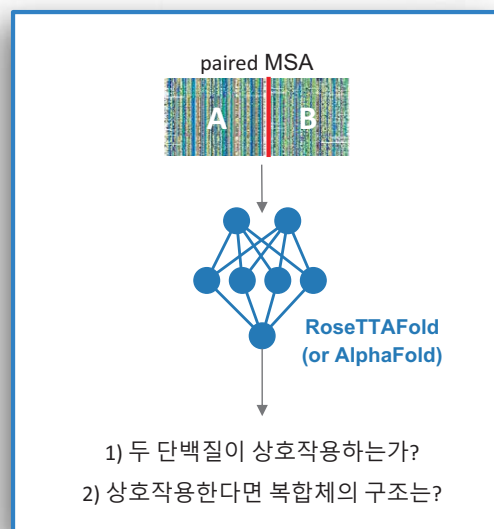 paired MSA
A B
RoseTTAFold
(or AlphaFold)
1) 두 단백질이 상호작용하는가?
2) 상호작용한다면 복합체의 구조는?